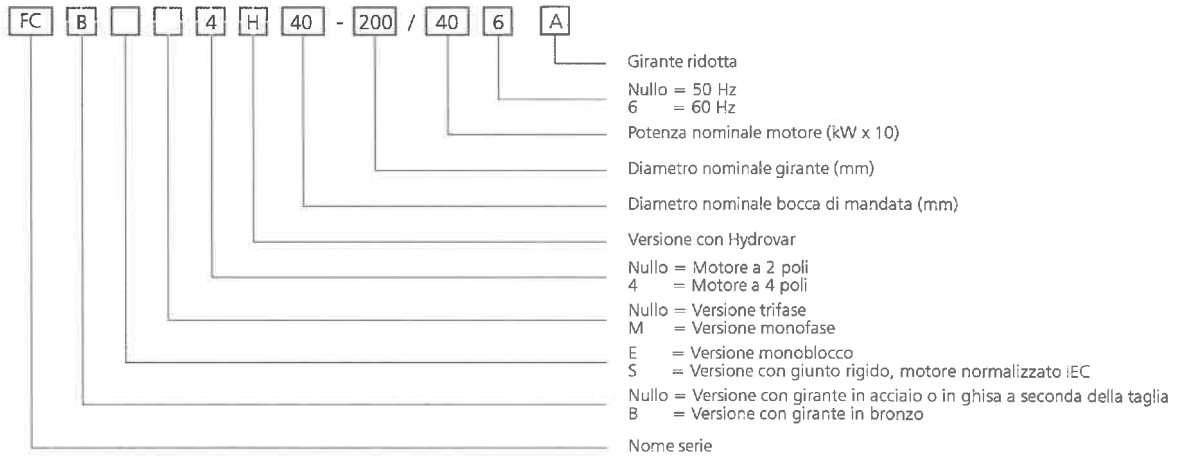 FC B 4 H 40 - 200 / 40 6 A
Girante ridotta
Nullo = 50 Hz
6 = 60 Hz
Potenza nominale motore (kW x 10)
Diametro nominale girante (mm)
Diametro nominale bocca di mandata (mm)
Versione con Hydrovar
Nullo = Motore a 2 poli
4 = Motore a 4 poli
Nullo = Versione trifase
M = Versione monofase
E = Versione monoblocco
S = Versione con giunto rigido, motore normalizzato IEC
Nullo = Versione con girante in acciaio o in ghisa a seconda della taglia
B = Versione con girante in bronzo
Nome serie